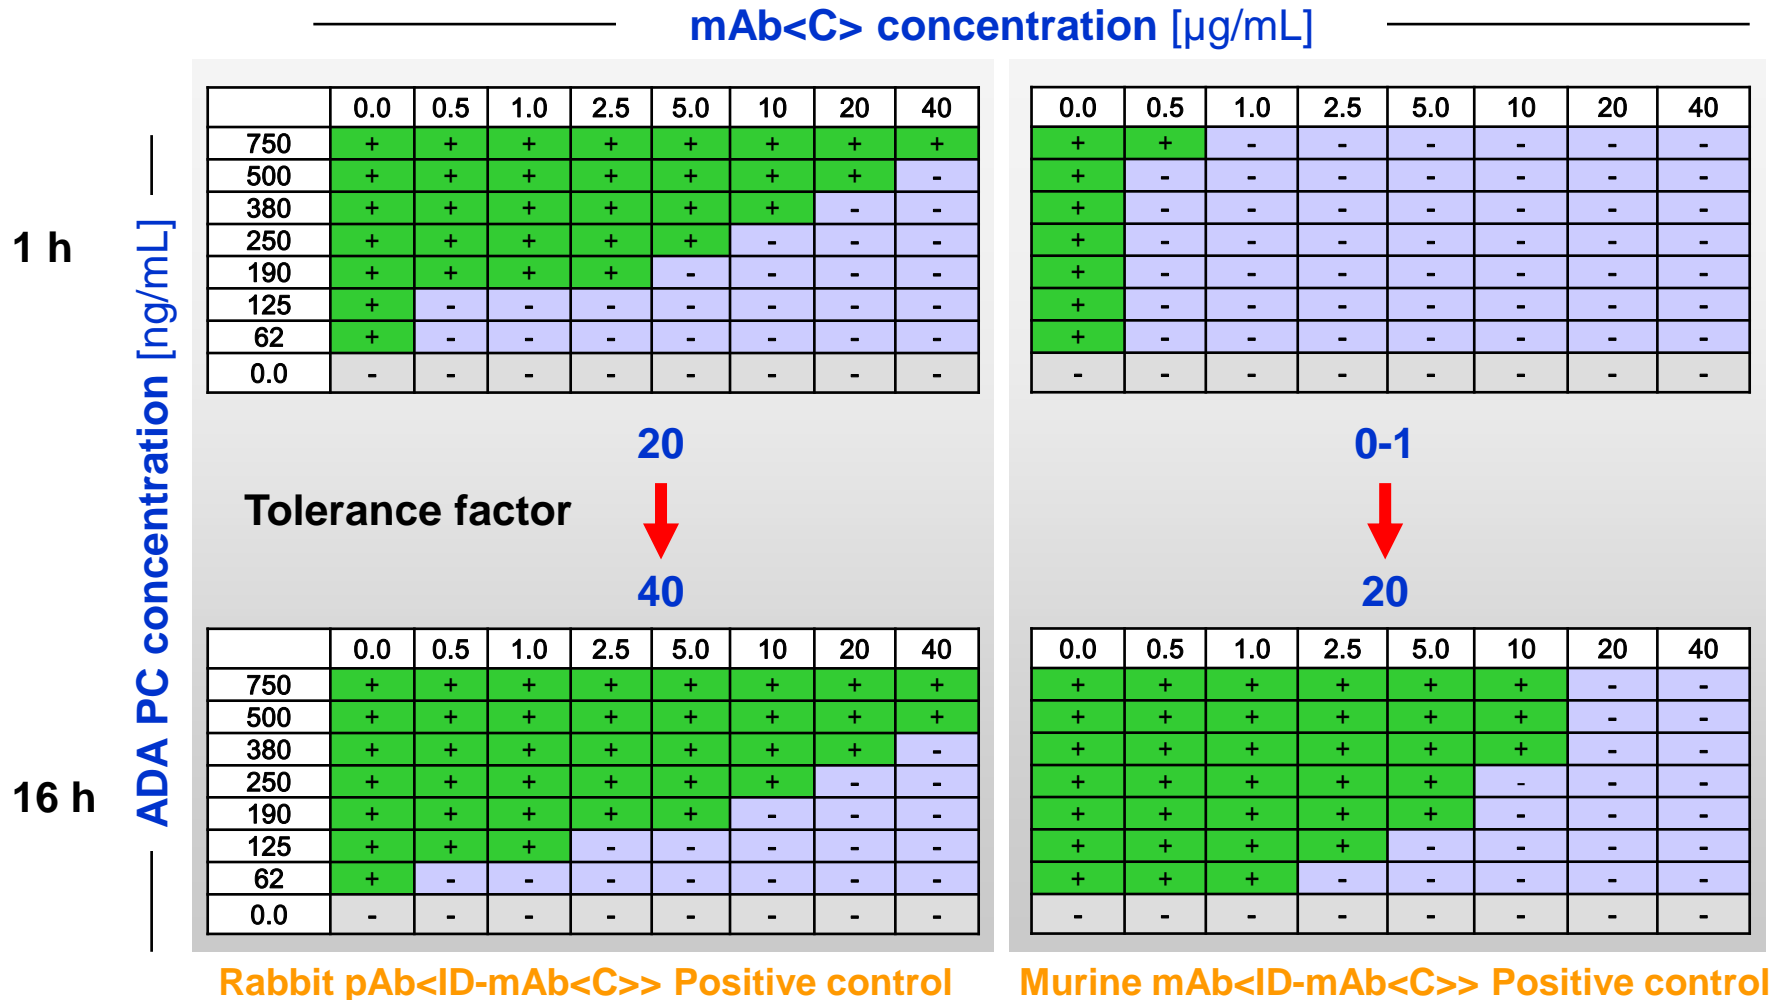 mAb<C> concentration [µg/mL]
0.0 0.5 1.0 2.5 5.0 10 20 40
750 + + + + + + + +
500 + + + + + + + -
380 + + + + + + - -
250 + + + + + - - -
190 + + + + - - - -
125 + - - - - - - -
62 + - - - - - - -
0.0 - - - - - - - -
0.0 0.5 1.0 2.5 5.0 10 20 40
+ + - - - - - -
+ - - - - - - -
+ - - - - - - -
+ - - - - - - -
+ - - - - - - -
+ - - - - - - -
+ - - - - - - -
- - - - - - - -
1 h
ADA PC concentration [ng/mL]
20
0-1
Tolerance factor
40
20
16 h
0.0 0.5 1.0 2.5 5.0 10 20 40
750 + + + + + + + +
500 + + + + + + + +
380 + + + + + + + -
250 + + + + + + - -
190 + + + + + - - -
125 + + + - - - - -
62 + - - - - - - -
0.0 - - - - - - - -
0.0 0.5 1.0 2.5 5.0 10 20 40
+ + + + + + - -
+ + + + + + - -
+ + + + + + - -
+ + + + + - - -
+ + + + + - - -
+ + + + - - - -
+ + + - - - - -
- - - - - - - -
Rabbit pAb<ID-mAb<C>> Positive control
Murine mAb<ID-mAb<C>> Positive control